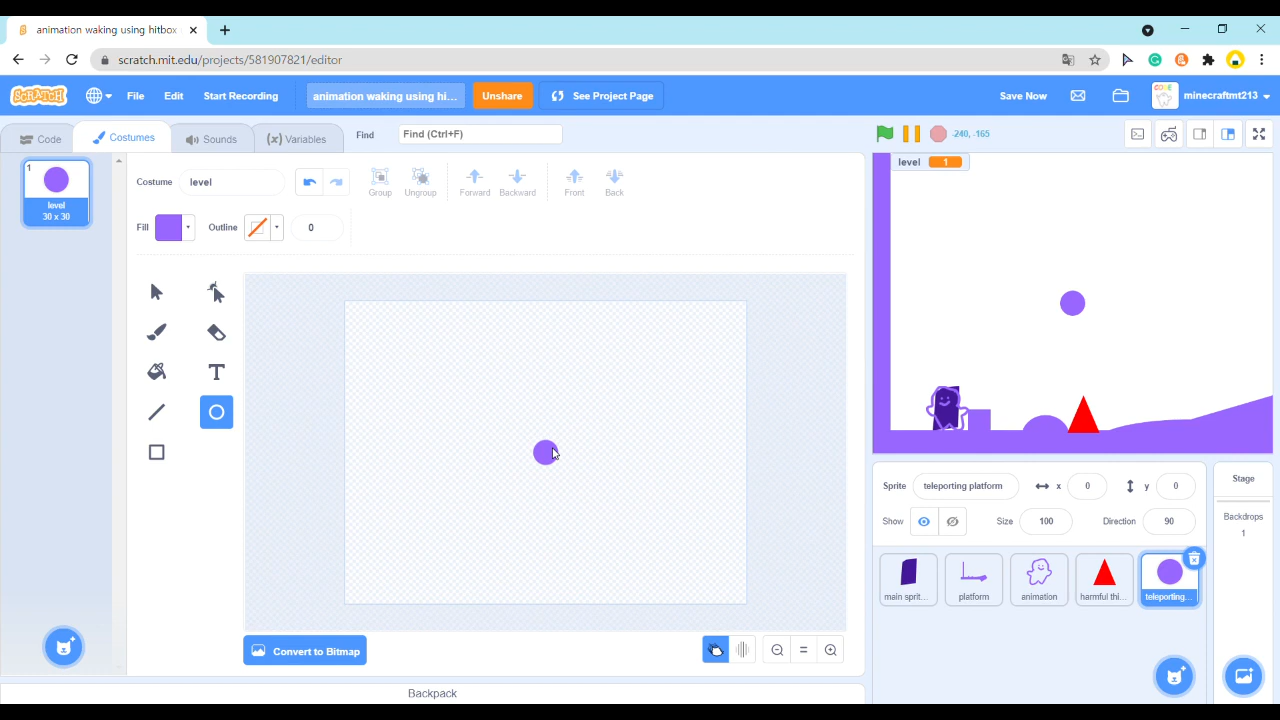 animation waking using hitbox
scratch.mit.edu/projects/581907821/editor
SCRATCH File Edit Start Recording animation waking using hi... Unshare See Project Page Save Now minecraftmt213
Code Costumes Sounds (x) Variables Find Find (Ctrl+F) -240, -165
1
level
30 x 30
Costume level Group Ungroup Forward Backward Front Back
Fill Outline 0
T
Convert to Bitmap
Backpack
level 1
Sprite teleporting platform x 0 y 0
Show Size 100 Direction 90
main sprit... platform animation harmful thi... teleporting...
Stage
Backdrops
1